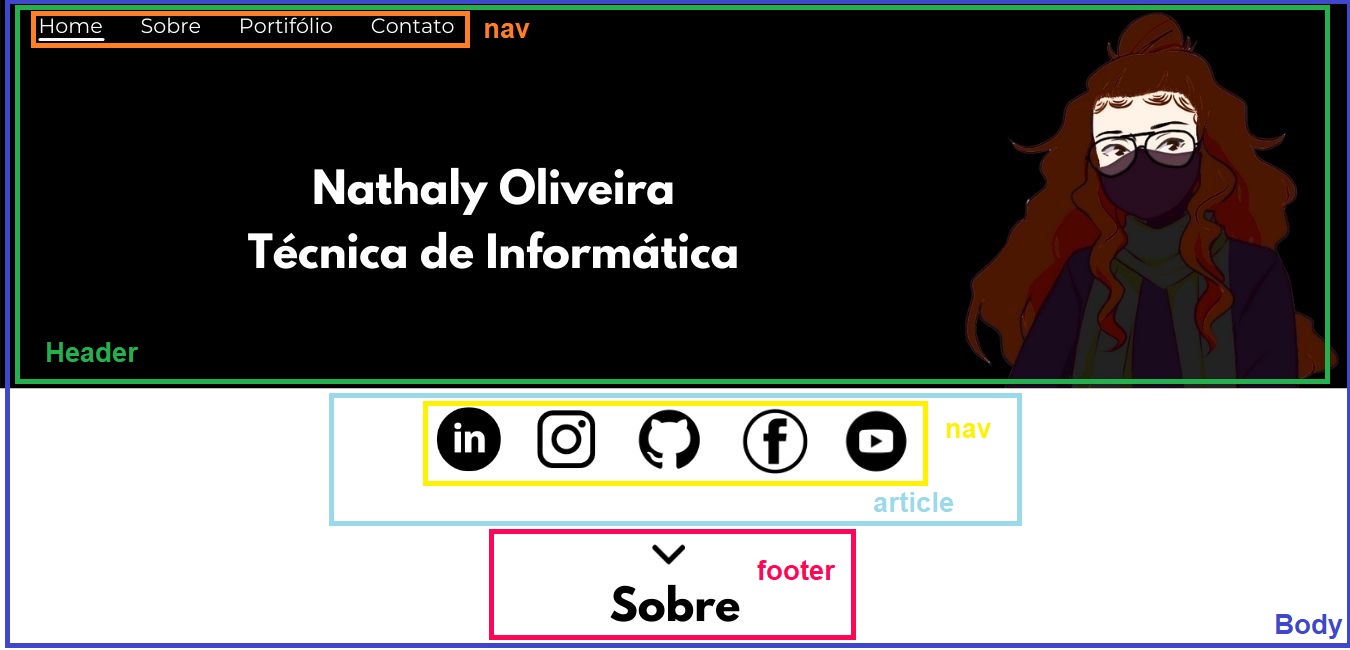 Home Sobre Portifólio Contato nav
Nathaly Oliveira
Técnica de Informática
Header
in
nav
article
footer
Sobre
Body